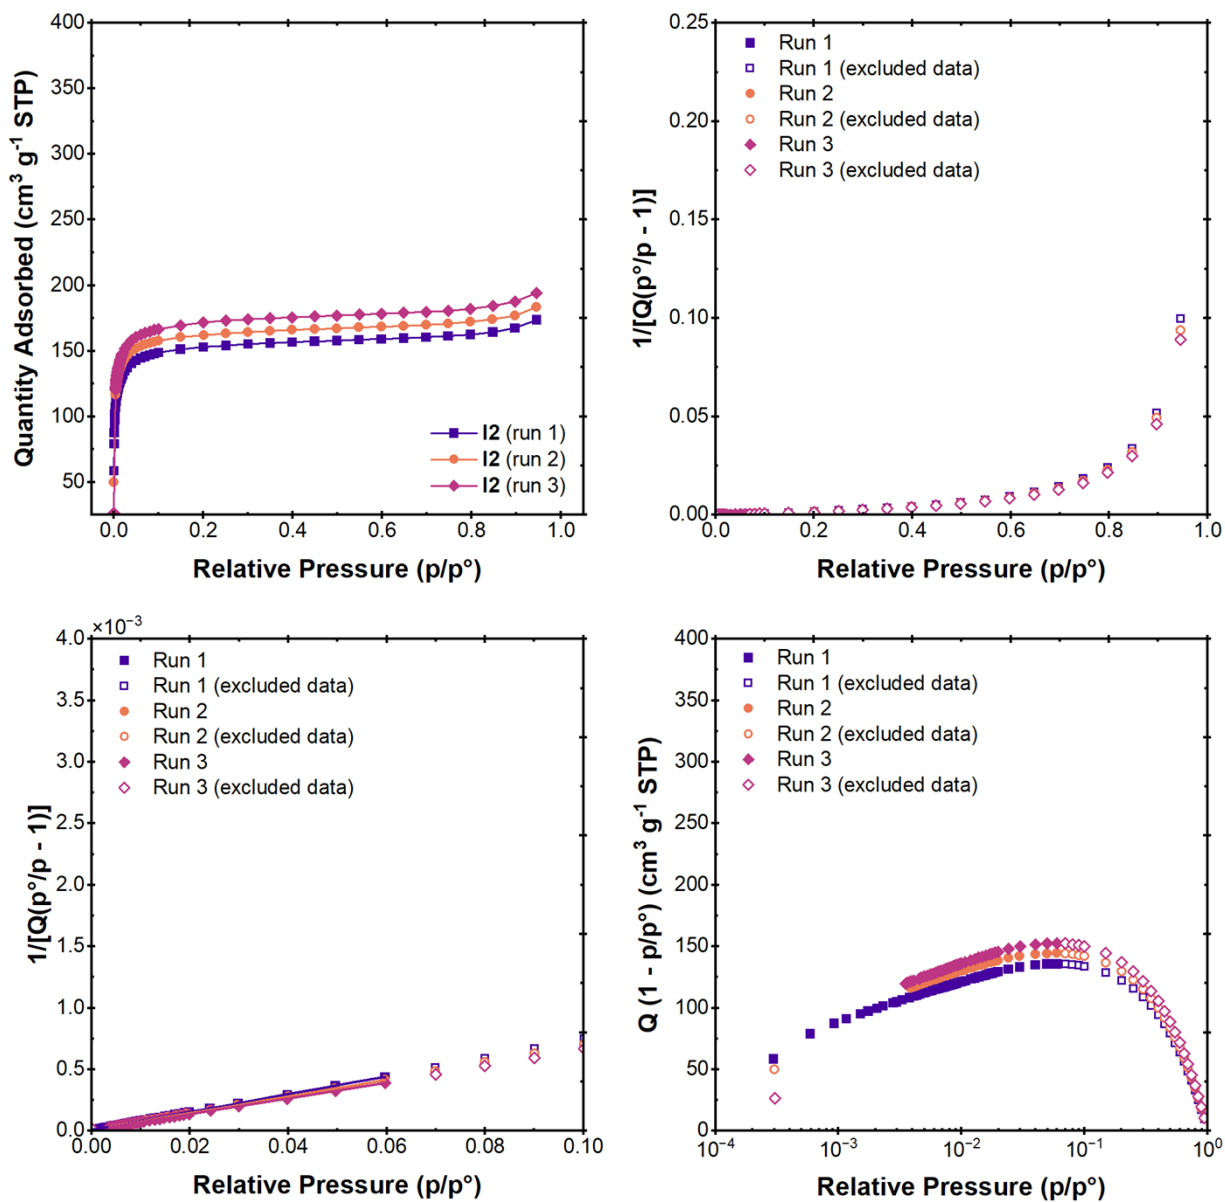 400
350
300
250
200
150
100
50
Quantity Adsorbed (cm³ g⁻¹ STP)
I2 (run 1)
I2 (run 2)
I2 (run 3)
0.0
0.2
0.4
0.6
0.8
1.0
Relative Pressure (p/p°)
0.25
0.20
0.15
0.10
0.05
0.00
1/[Q(p°/p - 1)]
Run 1
Run 1 (excluded data)
Run 2
Run 2 (excluded data)
Run 3
Run 3 (excluded data)
0.0
0.2
0.4
0.6
0.8
1.0
Relative Pressure (p/p°)
×10⁻³
4.0
3.5
3.0
2.5
2.0
1.5
1.0
0.5
0.0
1/[Q(p°/p - 1)]
Run 1
Run 1 (excluded data)
Run 2
Run 2 (excluded data)
Run 3
Run 3 (excluded data)
0.00
0.02
0.04
0.06
0.08
0.10
Relative Pressure (p/p°)
400
350
300
250
200
150
100
50
0
Q (1 - p/p°) (cm³ g⁻¹ STP)
Run 1
Run 1 (excluded data)
Run 2
Run 2 (excluded data)
Run 3
Run 3 (excluded data)
10⁻⁴
10⁻³
10⁻²
10⁻¹
10⁰
Relative Pressure (p/p°)